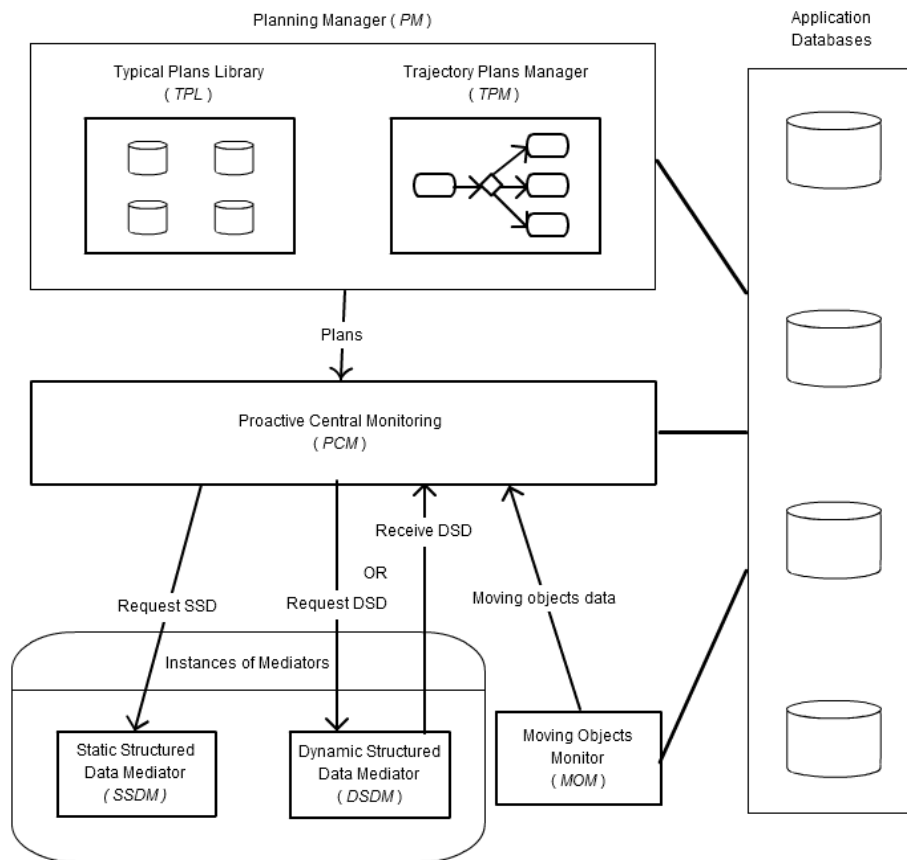 Planning Manager ( PM )
Application
Databases
Typical Plans Library
( TPL )
Trajectory Plans Manager
( TPM )
Plans
Proactive Central Monitoring
( PCM )
Receive DSD
OR
Request SSD
Request DSD
Moving objects data
Instances of Mediators
Static Structured
Data Mediator
( SSDM )
Dynamic Structured
Data Mediator
( DSDM )
Moving Objects
Monitor
( MOM )